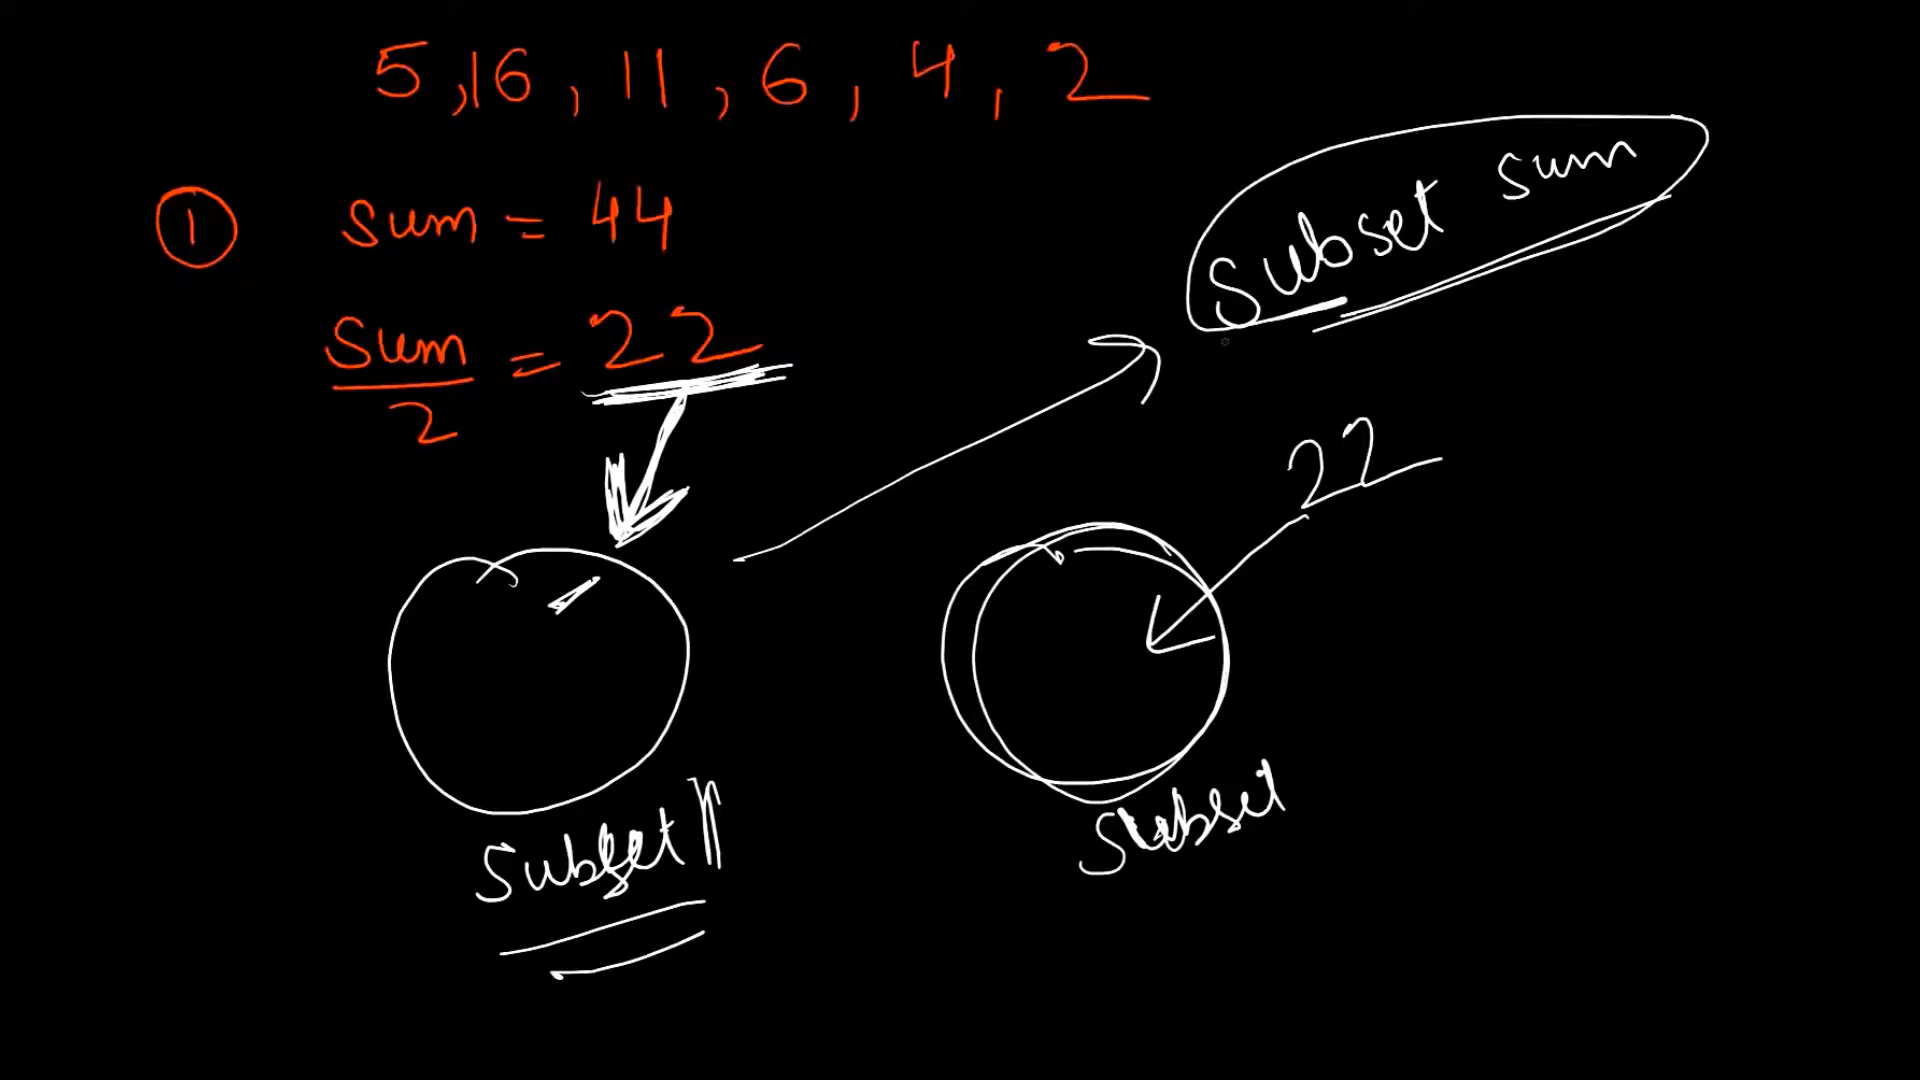 5, 16, 11, 6, 4, 2
Subset sum
1 sum = 44
sum/2 = 22
22
Subset
Subset